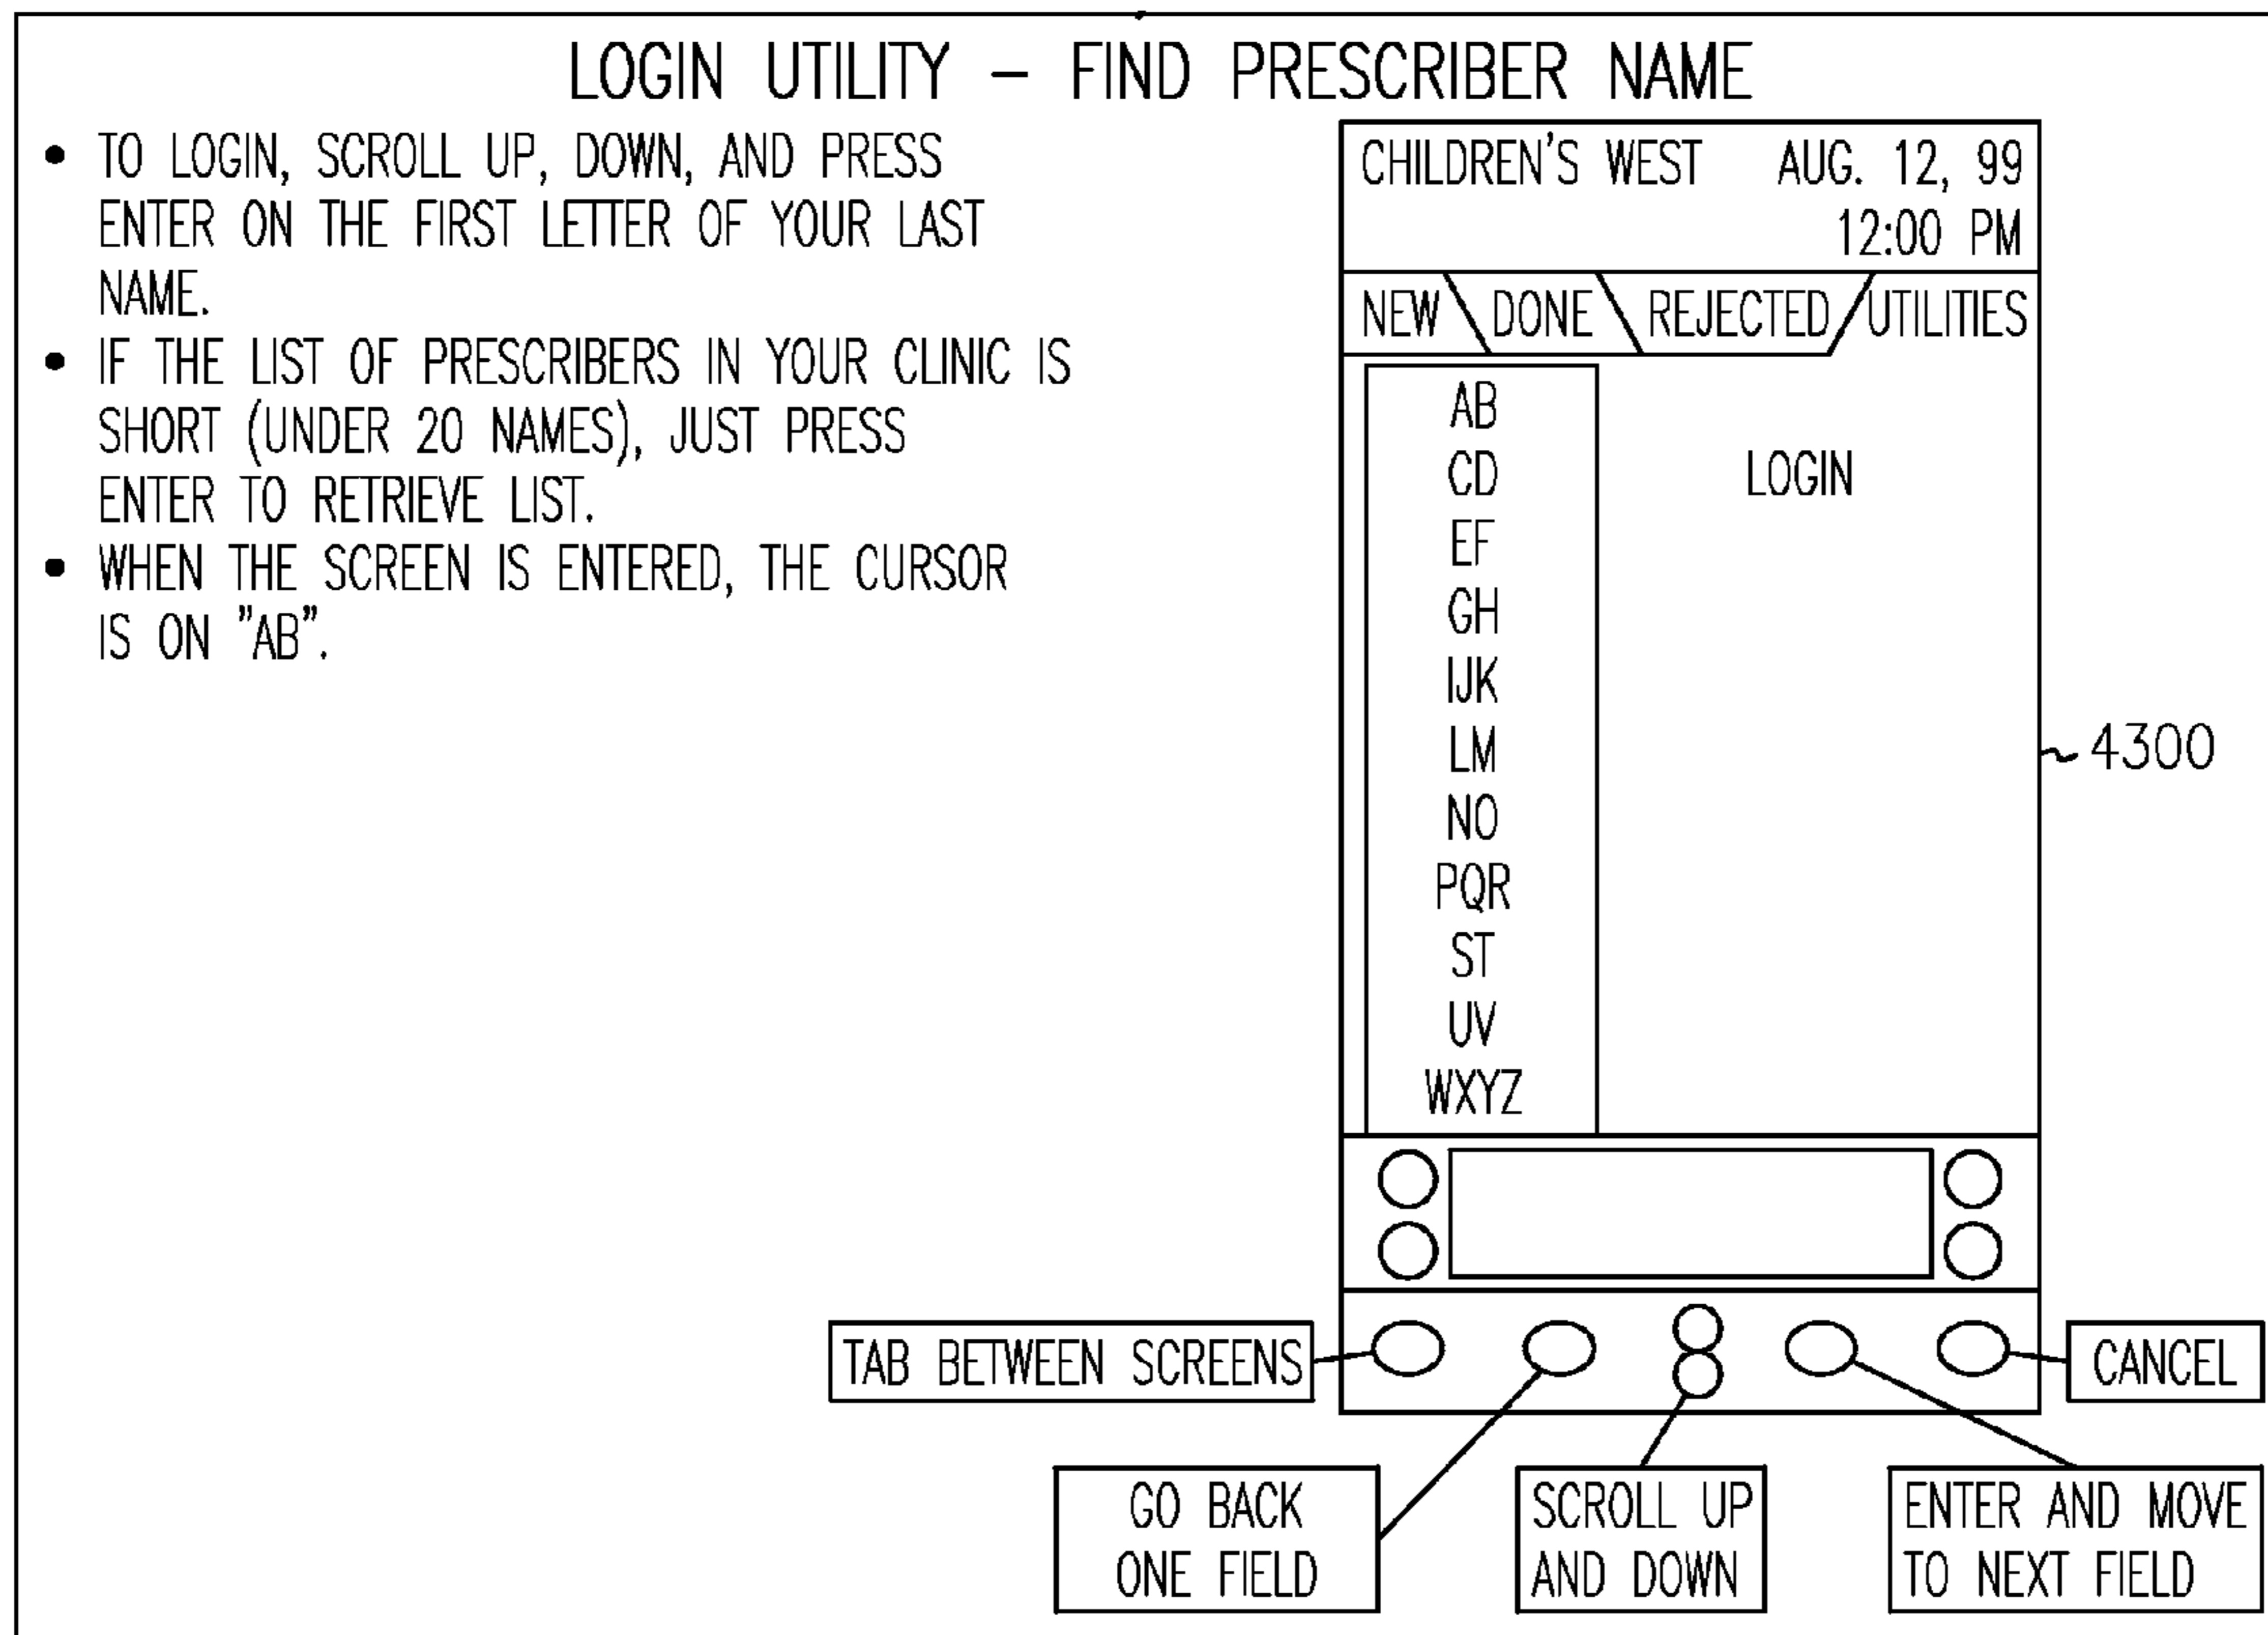 LOGIN UTILITY – FIND PRESCRIBER NAME
• TO LOGIN, SCROLL UP, DOWN, AND PRESS
ENTER ON THE FIRST LETTER OF YOUR LAST
NAME.
• IF THE LIST OF PRESCRIBERS IN YOUR CLINIC IS
SHORT (UNDER 20 NAMES), JUST PRESS
ENTER TO RETRIEVE LIST.
• WHEN THE SCREEN IS ENTERED, THE CURSOR
IS ON "AB".
CHILDREN'S WEST AUG. 12, 99
12:00 PM
NEW DONE REJECTED UTILITIES
AB
CD
EF
GH
IJK
LM
NO
PQR
ST
UV
WXYZ
LOGIN
4300
TAB BETWEEN SCREENS
CANCEL
GO BACK
ONE FIELD
SCROLL UP
AND DOWN
ENTER AND MOVE
TO NEXT FIELD